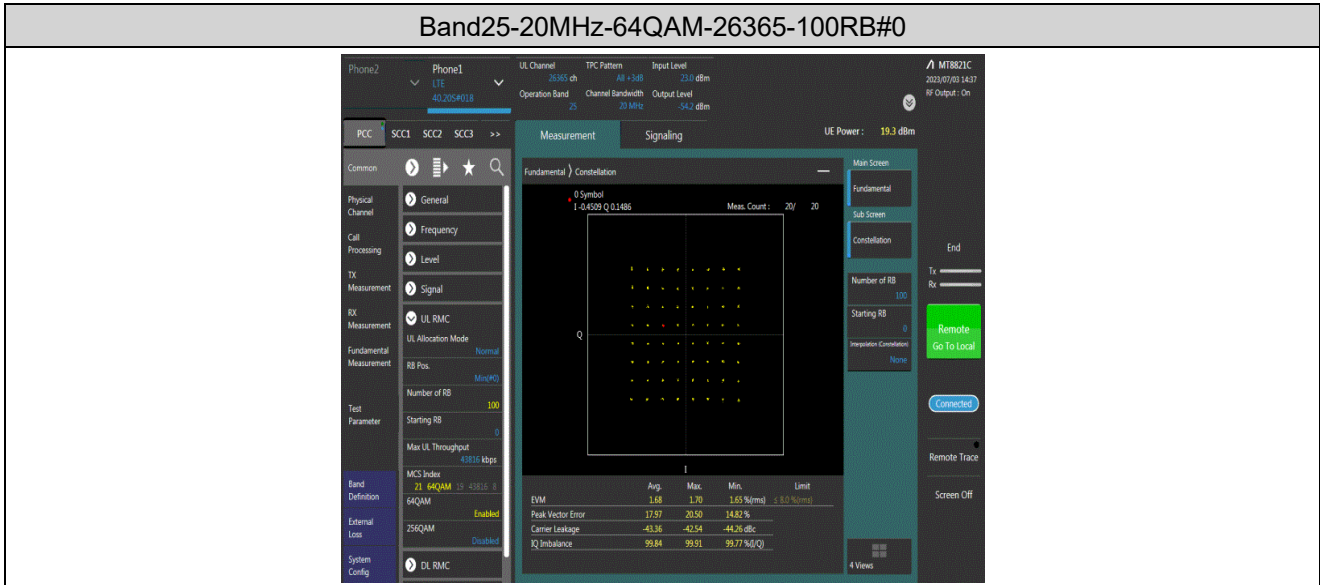 Band25-20MHz-64QAM-26365-100RB#0
Phone2
Phone1
LTE
40.20S#018
UL Channel
26365 ch
TPC Pattern
All +3dB
Input Level
23.0 dBm
Operation Band
25
Channel Bandwidth
20 MHz
Output Level
-54.2 dBm
MT8821C
2023/07/03 14:37
RF Output : On
PCC SCC1 SCC2 SCC3 >>
Measurement
Signaling
UE Power : 19.3 dBm
Common
Physical
Channel
Call
Processing
TX
Measurement
RX
Measurement
Fundamental
Measurement
Test
Parameter
Band
Definition
External
Loss
System
Config
General
Frequency
Level
Signal
UL RMC
UL Allocation Mode
Normal
RB Pos.
Min(#0)
Number of RB
100
Starting RB
0
Max UL Throughput
43816 kbps
MCS Index
21 64QAM 19 43816 8
64QAM
Enabled
256QAM
Disabled
DL RMC
Fundamental 〉 Constellation
0 Symbol
I -0.4509 Q 0.1486
Meas. Count : 20/ 20
Q
I
Avg. Max. Min. Limit
EVM 1.68 1.70 1.65 %(rms) ≤ 8.0 %(rms)
Peak Vector Error 17.97 20.50 14.82 %
Carrier Leakage -43.36 -42.54 -44.26 dBc
IQ Imbalance 99.84 99.91 99.77 %(I/Q)
Main Screen
Fundamental
Sub Screen
Constellation
Number of RB
100
Starting RB
0
Interpolation (Constellation)
None
4 Views
End
Tx
Rx
Remote
Go To Local
Connected
Remote Trace
Screen Off